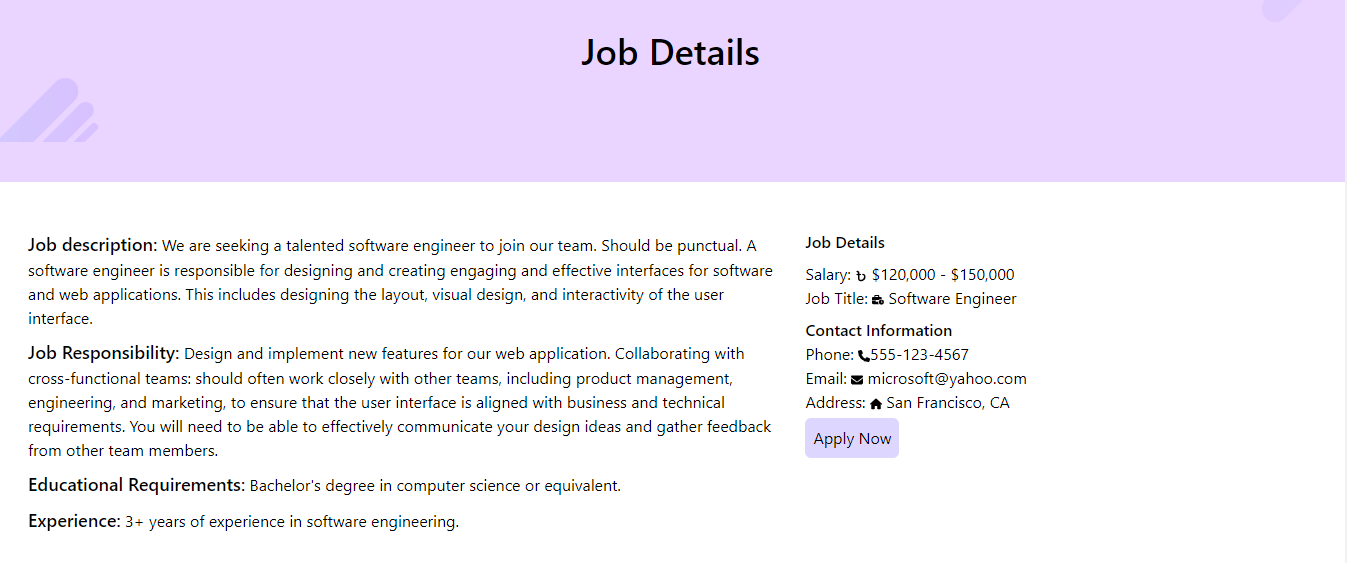 Job Details
Job description: We are seeking a talented software engineer to join our team. Should be punctual. A
software engineer is responsible for designing and creating engaging and effective interfaces for software
and web applications. This includes designing the layout, visual design, and interactivity of the user
interface.
Job Responsibility: Design and implement new features for our web application. Collaborating with
cross-functional teams: should often work closely with other teams, including product management,
engineering, and marketing, to ensure that the user interface is aligned with business and technical
requirements. You will need to be able to effectively communicate your design ideas and gather feedback
from other team members.
Educational Requirements: Bachelor's degree in computer science or equivalent.
Experience: 3+ years of experience in software engineering.
Job Details
Salary: ৳ $120,000 - $150,000
Job Title: Software Engineer
Contact Information
Phone: 555-123-4567
Email: microsoft@yahoo.com
Address: San Francisco, CA
Apply Now